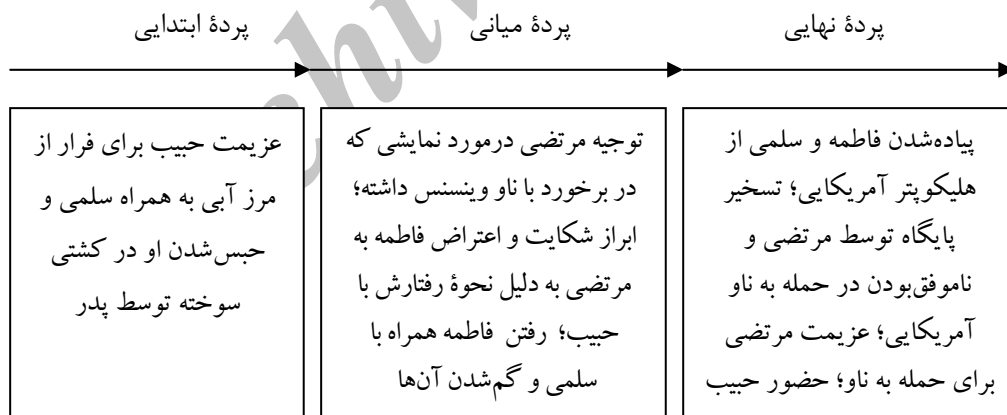 پردهٔ ابتدایی
پردهٔ میانی
پردهٔ نهایی
عزیمت حبیب برای فرار از
مرز آبی به همراه سلمی و
حبس‌شدن او در کشتی
سوخته توسط پدر
توجیه مرتضی درمورد نمایشی که
در برخورد با ناو وینسنس داشته؛
ابراز شکایت و اعتراض فاطمه به
مرتضی به دلیل نحوهٔ رفتارش با
حبیب؛ رفتن فاطمه همراه با
سلمی و گم‌شدن آن‌ها
پیاده‌شدن فاطمه و سلمی از
هلیکوپتر آمریکایی؛ تسخیر
پایگاه توسط مرتضی و
ناموفق‌بودن در حمله به ناو
آمریکایی؛ عزیمت مرتضی
برای حمله به ناو؛ حضور حبیب